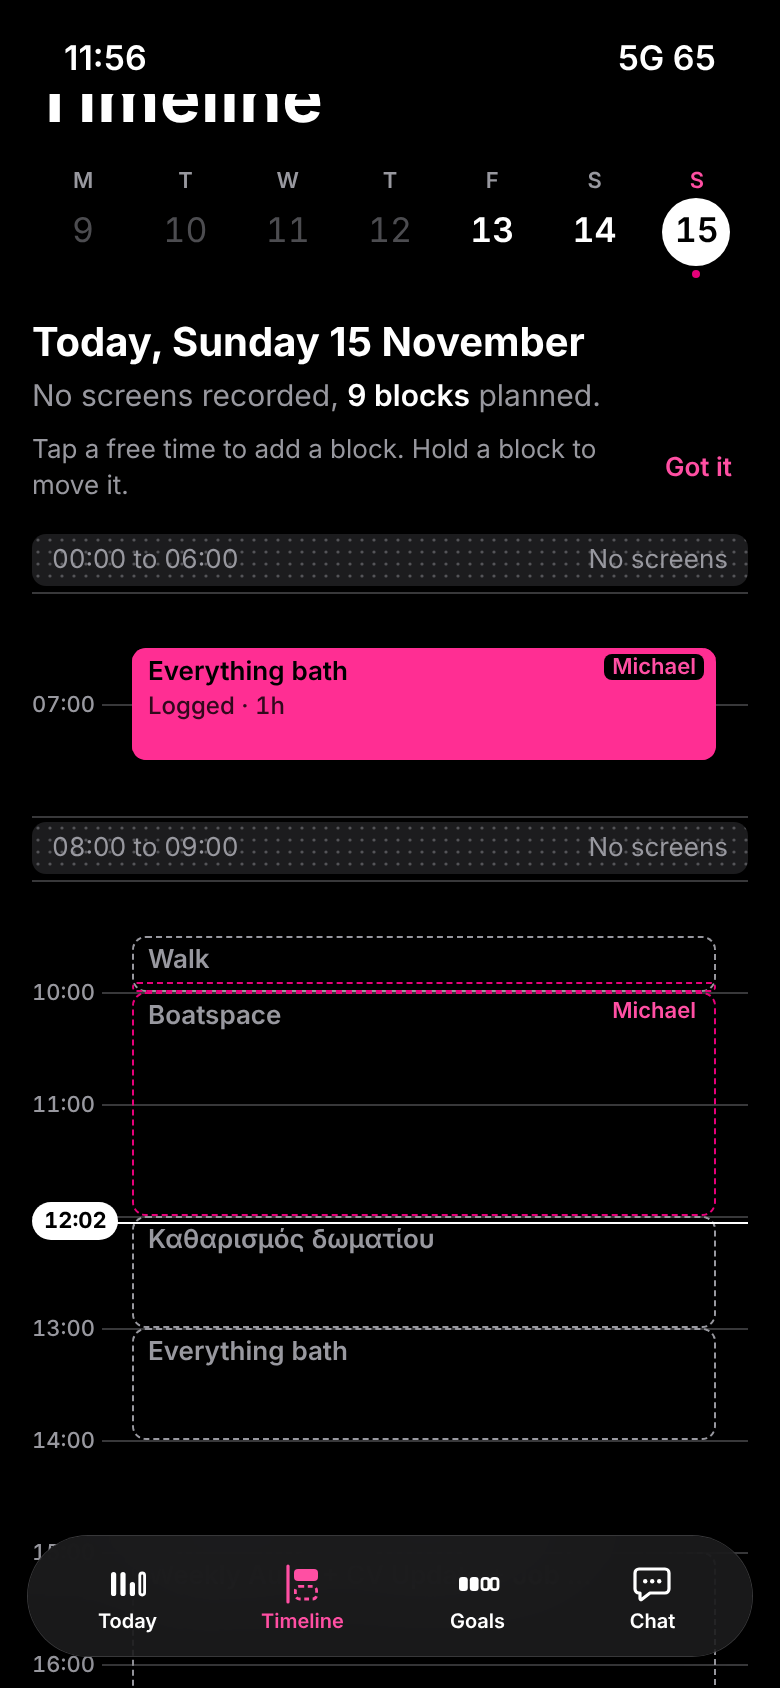 11:56
5G 65
Timeline
M T W T F S S
9 10 11 12 13 14 15
Today, Sunday 15 November
No screens recorded, 9 blocks planned.
Tap a free time to add a block. Hold a block to
move it.
Got it
00:00 to 06:00 No screens
Everything bath Michael
07:00 Logged · 1h
08:00 to 09:00 No screens
Walk
10:00
Boatspace Michael
11:00
12:02
Καθαρισμός δωματίου
13:00
Everything bath
14:00
Today Timeline Goals Chat
16:00